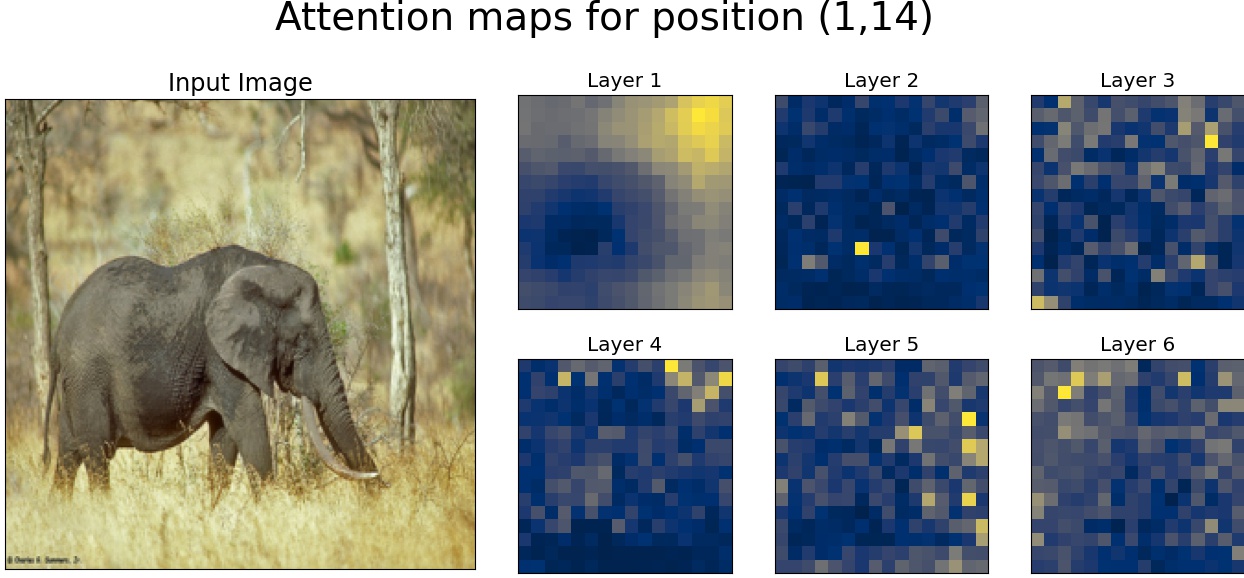 Attention maps for position (1,14)
Input Image
Layer 1
Layer 2
Layer 3
Layer 4
Layer 5
Layer 6
© Charles G. Summers, Jr.